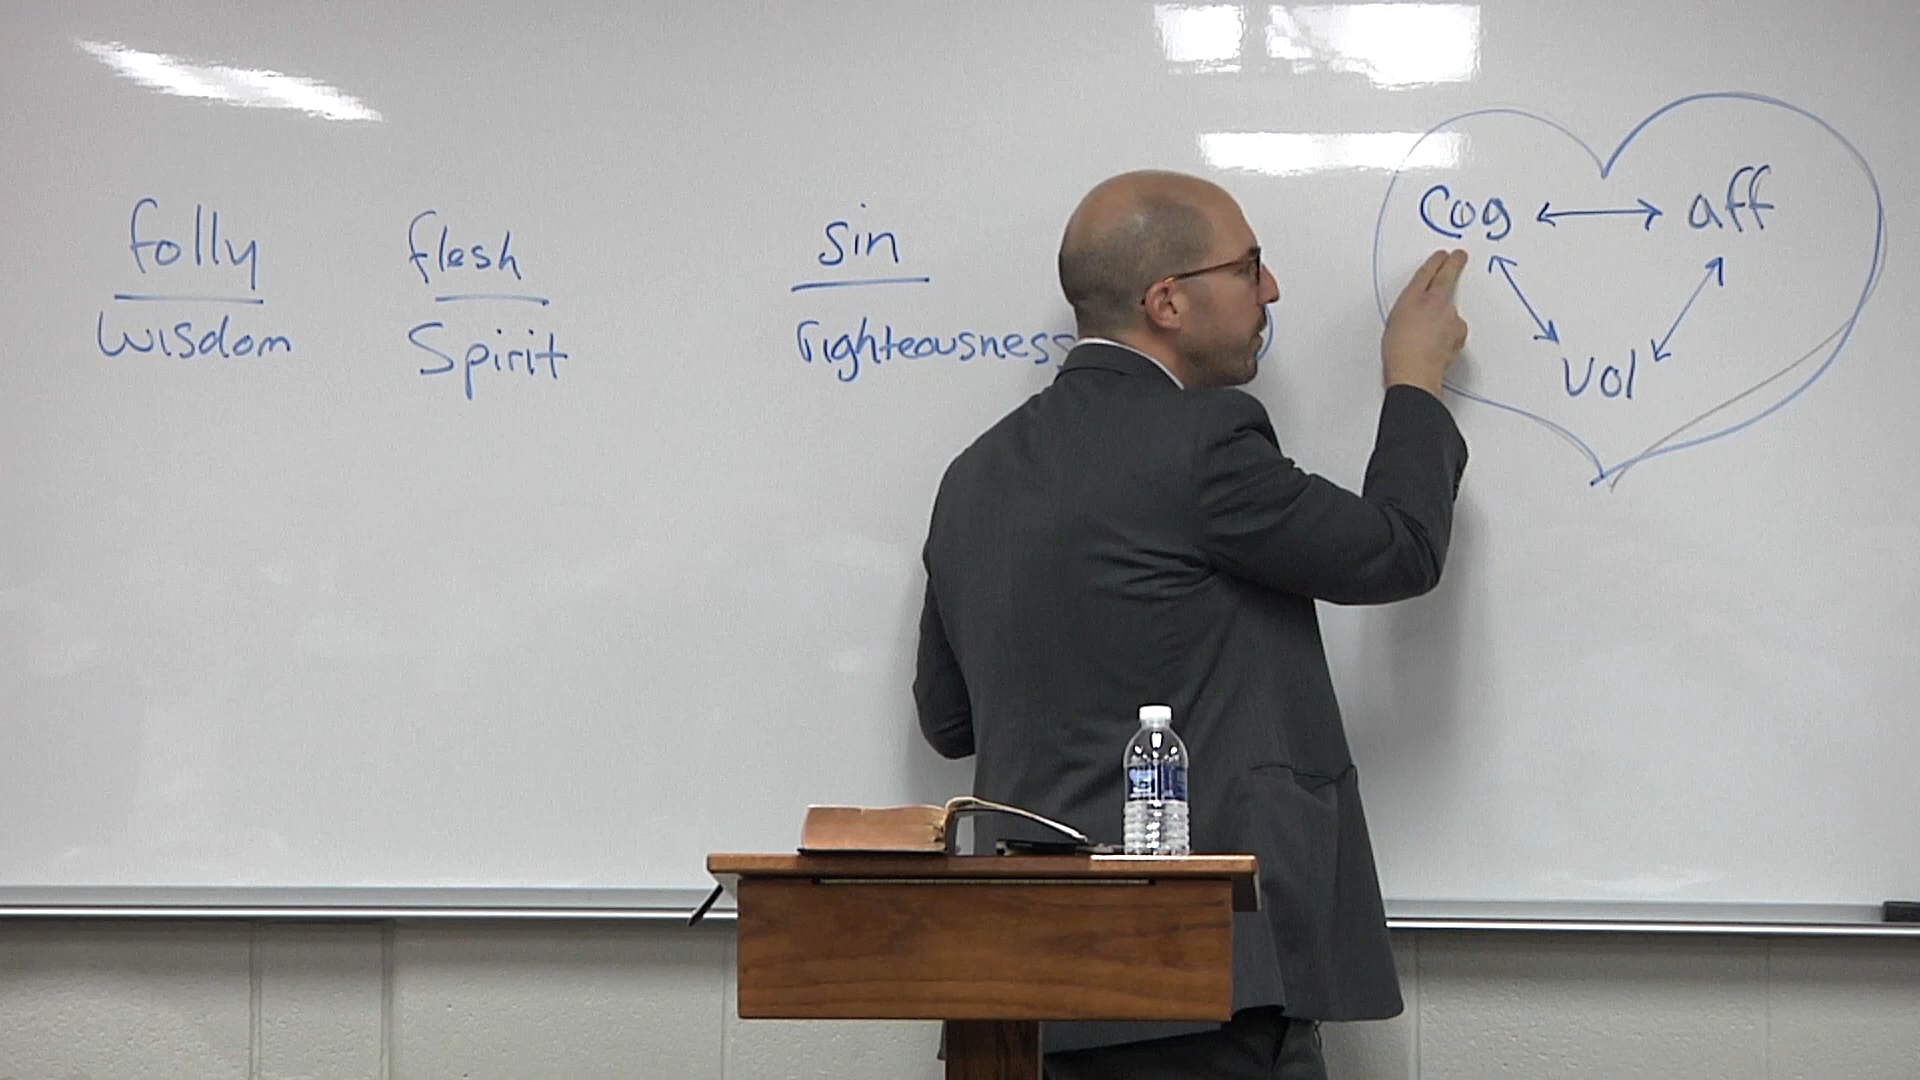 folly
wisdom
flesh
Spirit
sin
righteousness
Cog
aff
Vol